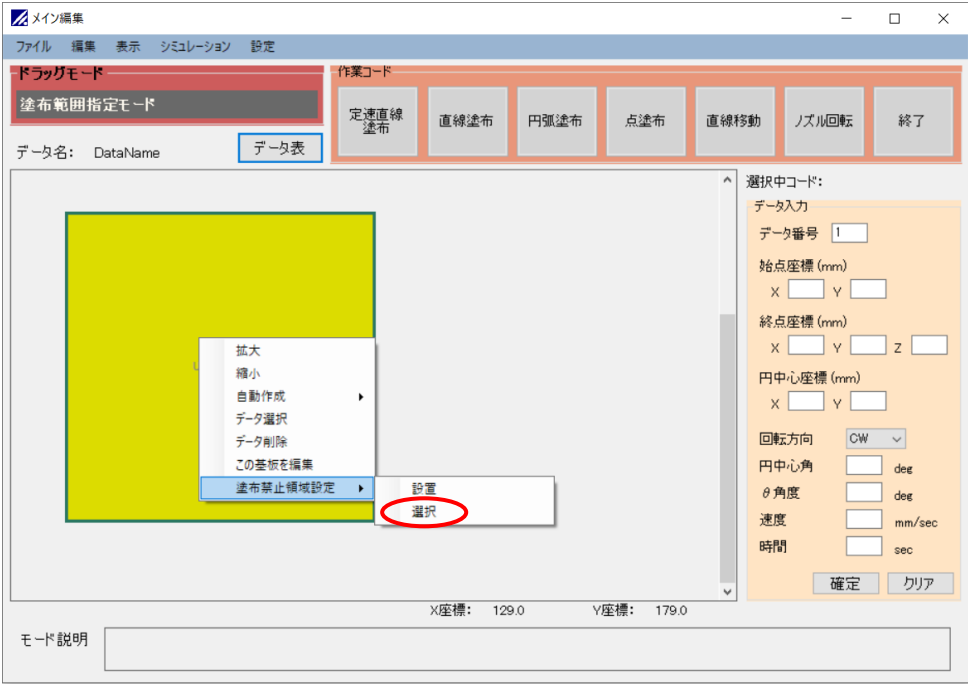 メイン編集
ファイル 編集 表示 シミュレーション 設定
ドラッグモード
塗布範囲指定モード
データ名: DataName
データ表
作業コード
定速直線
塗布
直線塗布
円弧塗布
点塗布
直線移動
ノズル回転
終了
拡大
縮小
自動作成
データ選択
データ削除
この基板を編集
塗布禁止領域設定
設置
選択
選択中コード:
データ入力
データ番号 1
始点座標(mm)
X Y
終点座標(mm)
X Y Z
円中心座標(mm)
X Y
回転方向 CW
円中心角 deg
θ角度 deg
速度 mm/sec
時間 sec
確定 クリア
X座標: 129.0 Y座標: 179.0
モード説明